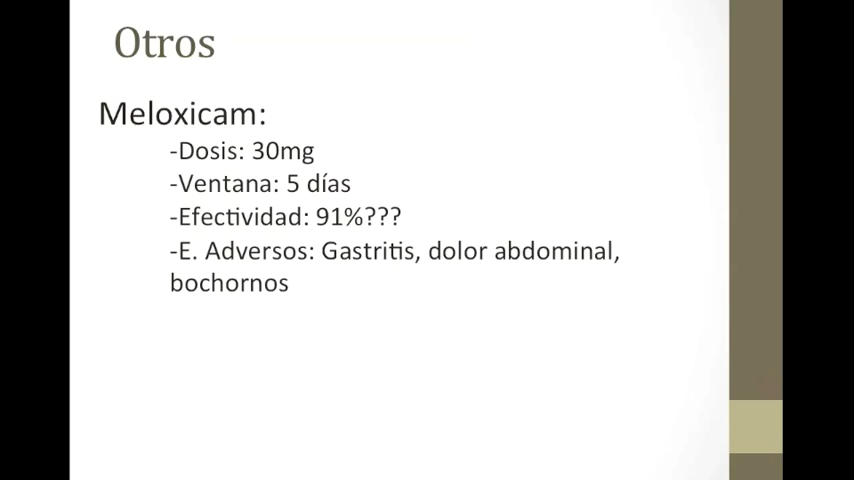 Otros
Meloxicam:
-Dosis: 30mg
-Ventana: 5 días
-Efectividad: 91%???
-E. Adversos: Gastritis, dolor abdominal,
bochornos